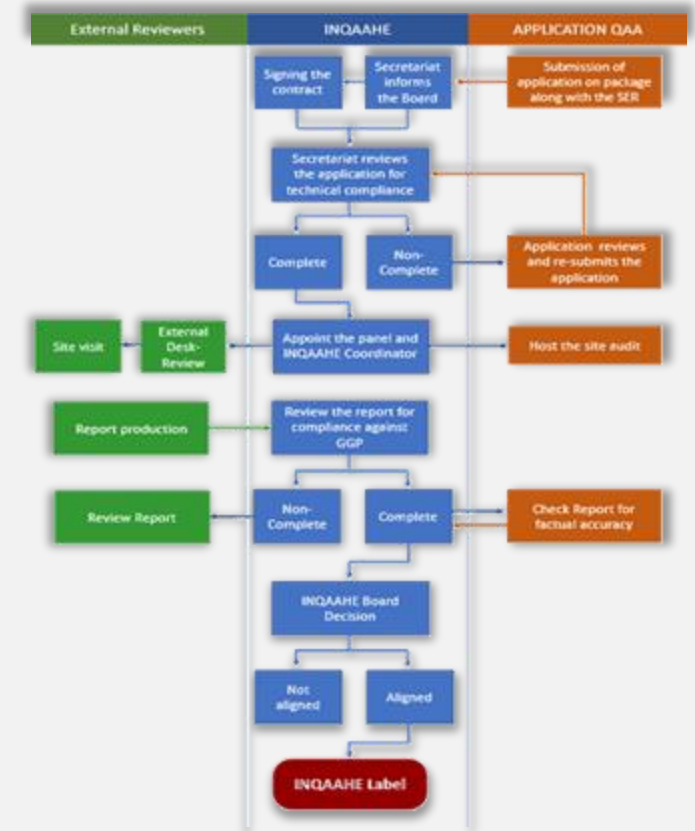 External Reviewers
INQAAHE
APPLICATION QAA
Signing the
contract
Secretariat
informs
the Board
Submission of
application on package
along with the SER
Secretariat reviews
the application for
technical compliance
Complete
Non-
Complete
Application reviews
and re-submits the
application
Site visit
External
Desk-
Review
Appoint the panel and
INQAAHE Coordinator
Host the site audit
Report production
Review the report for
compliance against
GGP
Review Report
Non-
Complete
Complete
Check Report for
factual accuracy
INQAAHE Board
Decision
Not
aligned
Aligned
INQAAHE Label